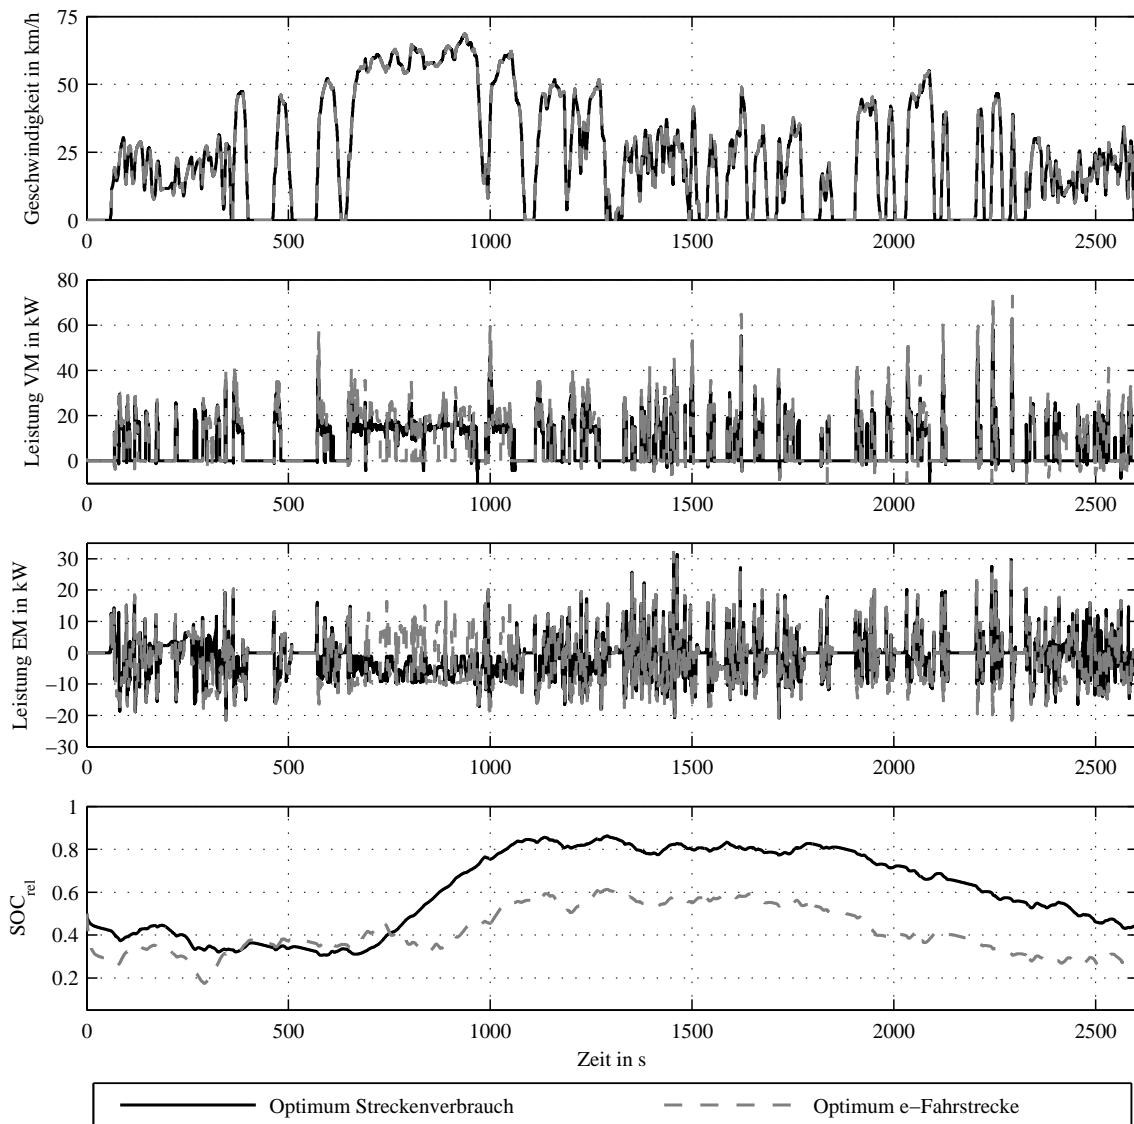 75
50
25
0
Geschwindigkeit in km/h
0 500 1000 1500 2000 2500
80
60
40
20
0
Leistung VM in kW
0 500 1000 1500 2000 2500
30
20
10
0
−10
−20
−30
Leistung EM in kW
0 500 1000 1500 2000 2500
1
0.8
0.6
0.4
0.2
SOCrel
0 500 1000 1500 2000 2500
Zeit in s
Optimum Streckenverbrauch Optimum e−Fahrstrecke